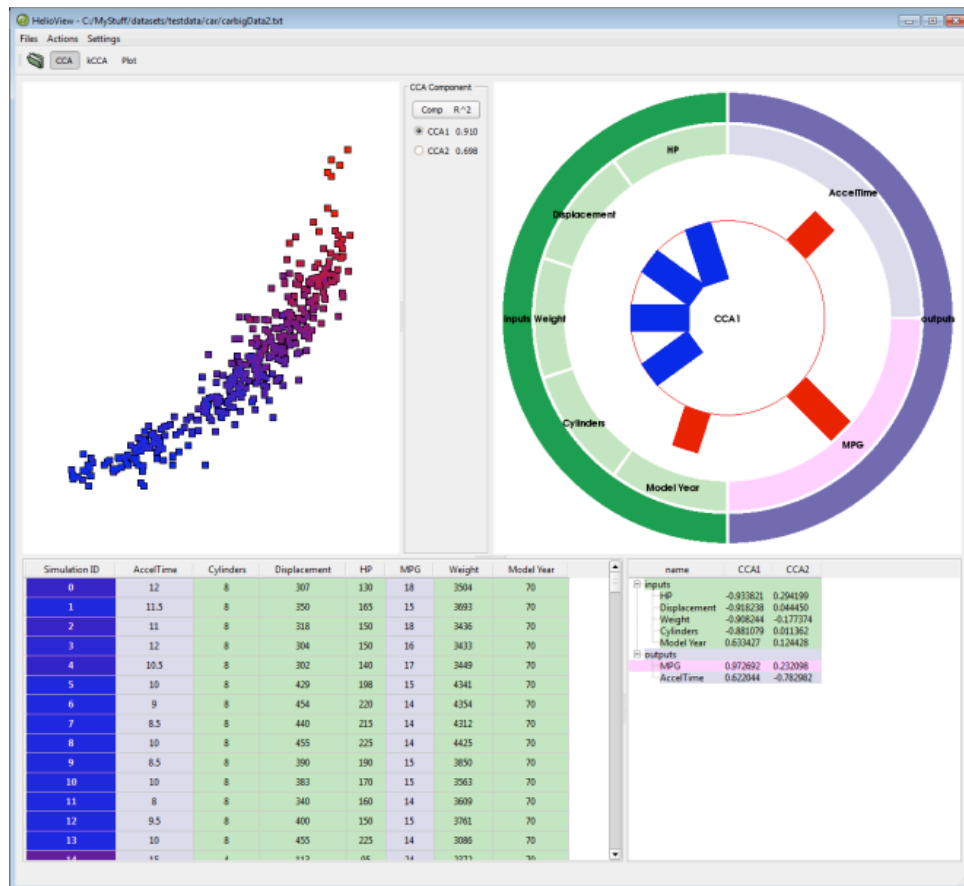 HelioView - C:/MyStuff/datasets/testdata/car/carbigData2.txt
Files Actions Settings
CCA kCCA Plot
CCA Component
Comp R^2
CCA1 0.910
CCA2 0.698
HP
AccelTime
Displacement
inputs Weight
CCA1
outputs
Cylinders
MPG
Model Year
Simulation ID AccelTime Cylinders Displacement HP MPG Weight Model Year
0 12 8 307 130 18 3504 70
1 11.5 8 350 165 15 3693 70
2 11 8 318 150 18 3436 70
3 12 8 304 150 16 3433 70
4 10.5 8 302 140 17 3449 70
5 10 8 429 198 15 4341 70
6 9 8 454 220 14 4354 70
7 8.5 8 440 215 14 4312 70
8 10 8 455 225 14 4425 70
9 8.5 8 390 190 15 3850 70
10 10 8 383 170 15 3563 70
11 8 8 340 160 14 3609 70
12 9.5 8 400 150 15 3761 70
13 10 8 455 225 14 3086 70
14 15 4 113 95 24 2372 70
name CCA1 CCA2
inputs
HP -0.933821 0.294199
Displacement -0.918238 0.044450
Weight -0.908244 -0.177374
Cylinders -0.881079 0.011362
Model Year 0.633427 0.124428
outputs
MPG 0.972692 0.232098
AccelTime 0.622044 -0.782982